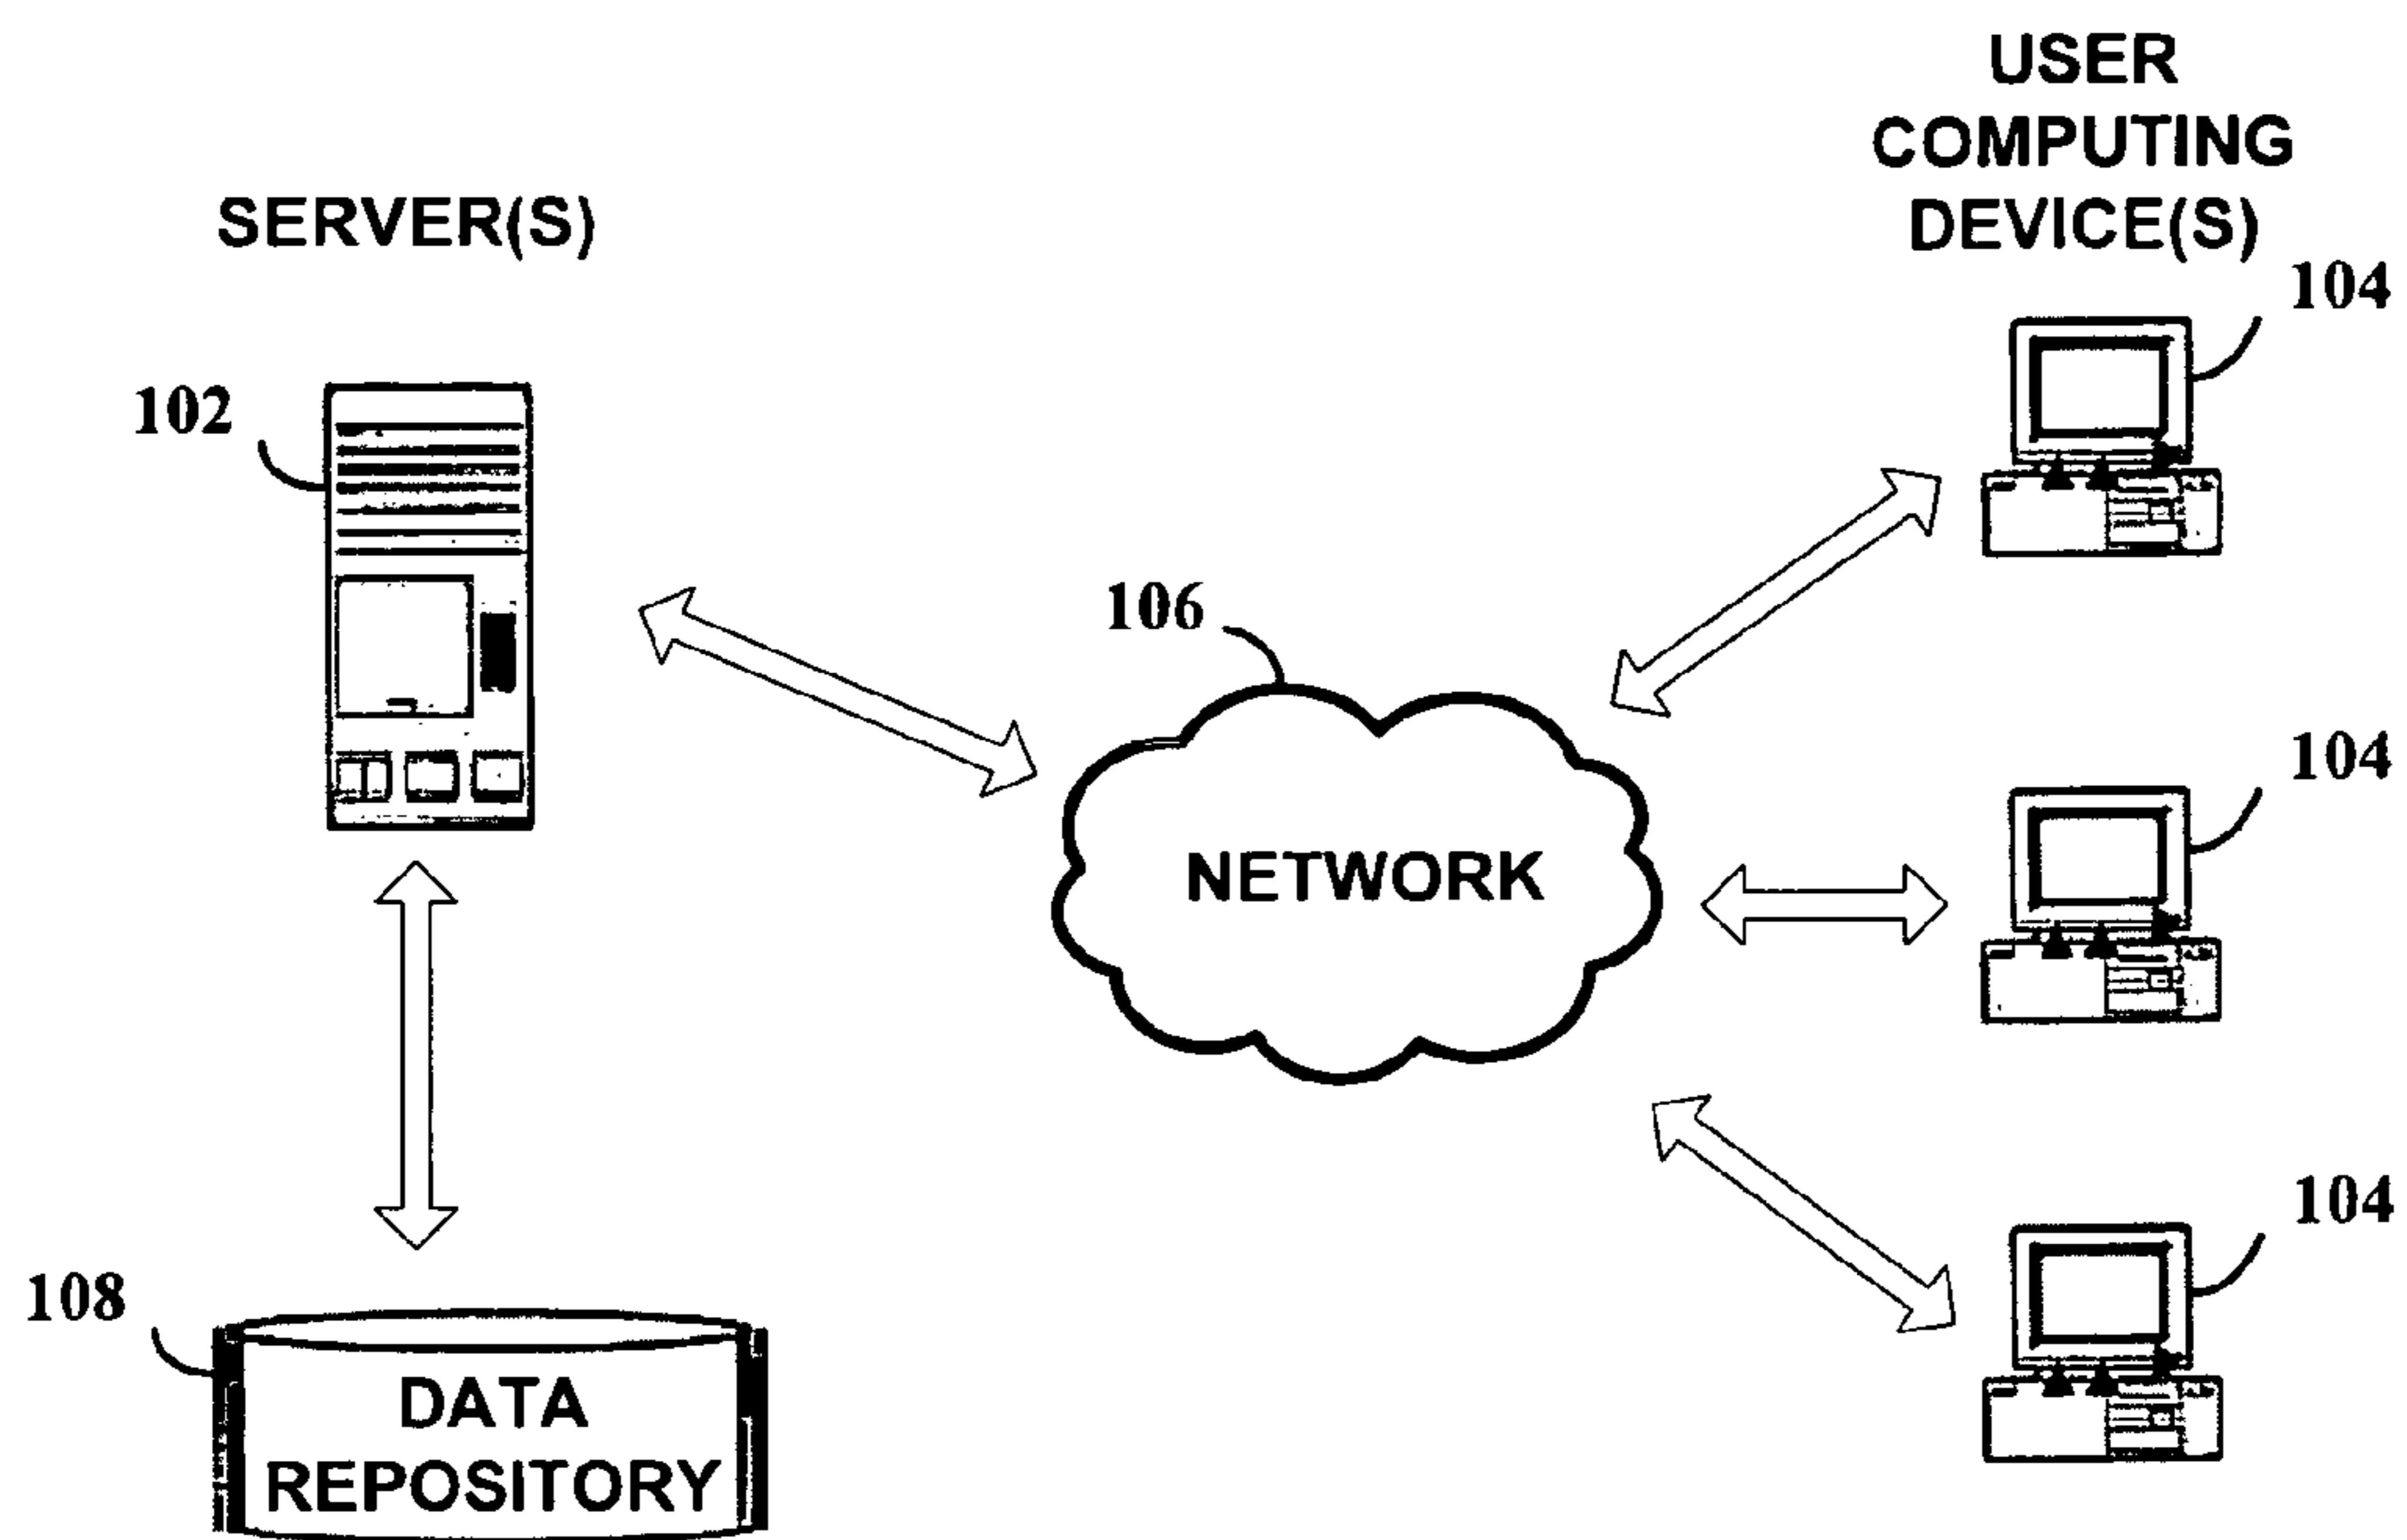 USER
COMPUTING
DEVICE(S)
SERVER(S)
104
102
106
104
NETWORK
104
108
DATA
REPOSITORY